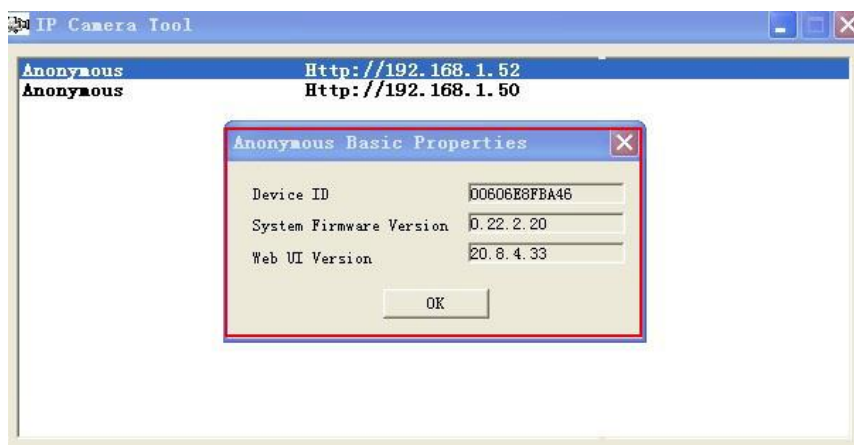 IP Camera Tool
Anonymous Http://192.168.1.52
Anonymous Http://192.168.1.50
Anonymous Basic Properties
Device ID 00606E8FBA46
System Firmware Version 0.22.2.20
Web UI Version 20.8.4.33
OK